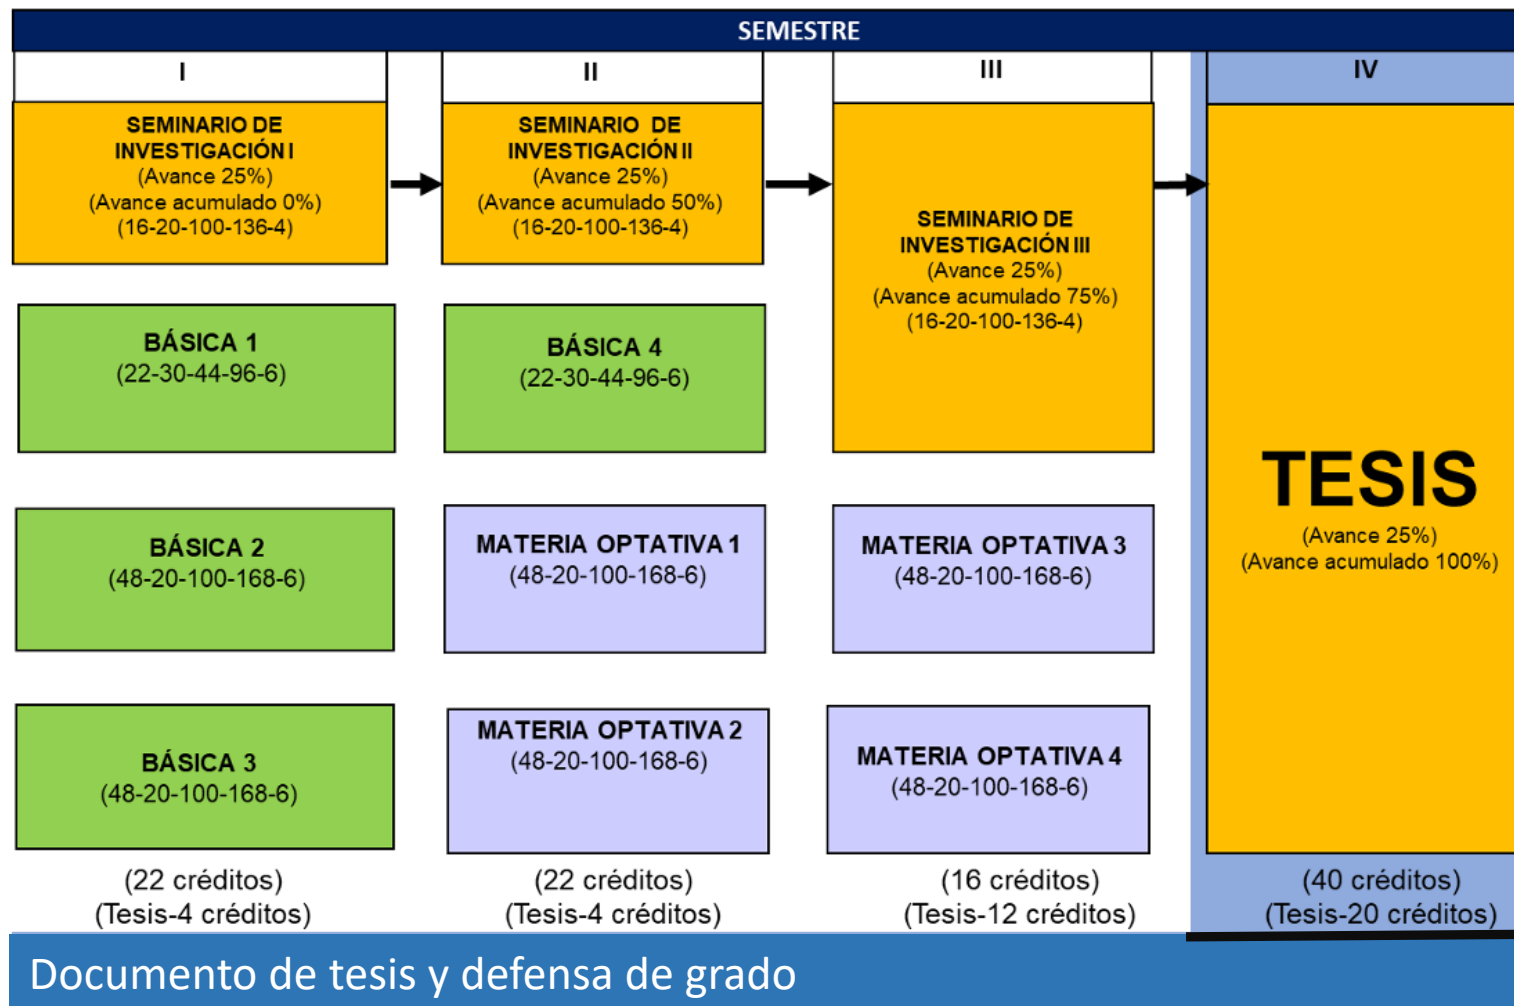 SEMESTRE
I
SEMINARIO DE
INVESTIGACIÓN I
(Avance 25%)
(Avance acumulado 0%)
(16-20-100-136-4)
BÁSICA 1
(22-30-44-96-6)
BÁSICA 2
(48-20-100-168-6)
BÁSICA 3
(48-20-100-168-6)
(22 créditos)
(Tesis-4 créditos)
II
SEMINARIO DE
INVESTIGACIÓN II
(Avance 25%)
(Avance acumulado 50%)
(16-20-100-136-4)
BÁSICA 4
(22-30-44-96-6)
MATERIA OPTATIVA 1
(48-20-100-168-6)
MATERIA OPTATIVA 2
(48-20-100-168-6)
(22 créditos)
(Tesis-4 créditos)
III
SEMINARIO DE
INVESTIGACIÓN III
(Avance 25%)
(Avance acumulado 75%)
(16-20-100-136-4)
MATERIA OPTATIVA 3
(48-20-100-168-6)
MATERIA OPTATIVA 4
(48-20-100-168-6)
(16 créditos)
(Tesis-12 créditos)
IV
TESIS
(Avance 25%)
(Avance acumulado 100%)
(40 créditos)
(Tesis-20 créditos)
Documento de tesis y defensa de grado